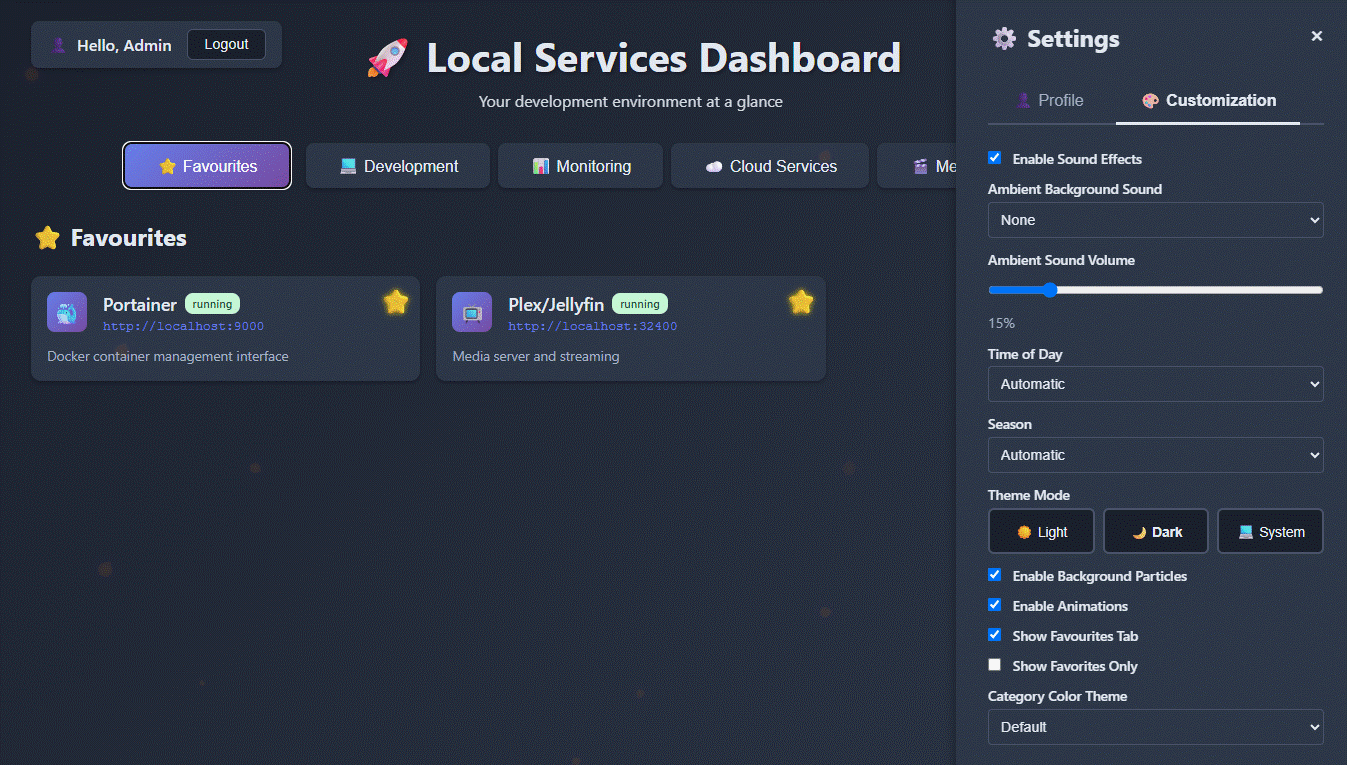 Hello, Admin
Logout
Local Services Dashboard
Your development environment at a glance
Favourites
Development
Monitoring
Cloud Services
Me
Favourites
Portainer
running
http://localhost:9000
Docker container management interface
Plex/Jellyfin
running
http://localhost:32400
Media server and streaming
Settings
×
Profile
Customization
Enable Sound Effects
Ambient Background Sound
None
Ambient Sound Volume
15%
Time of Day
Automatic
Season
Automatic
Theme Mode
Light
Dark
System
Enable Background Particles
Enable Animations
Show Favourites Tab
Show Favorites Only
Category Color Theme
Default